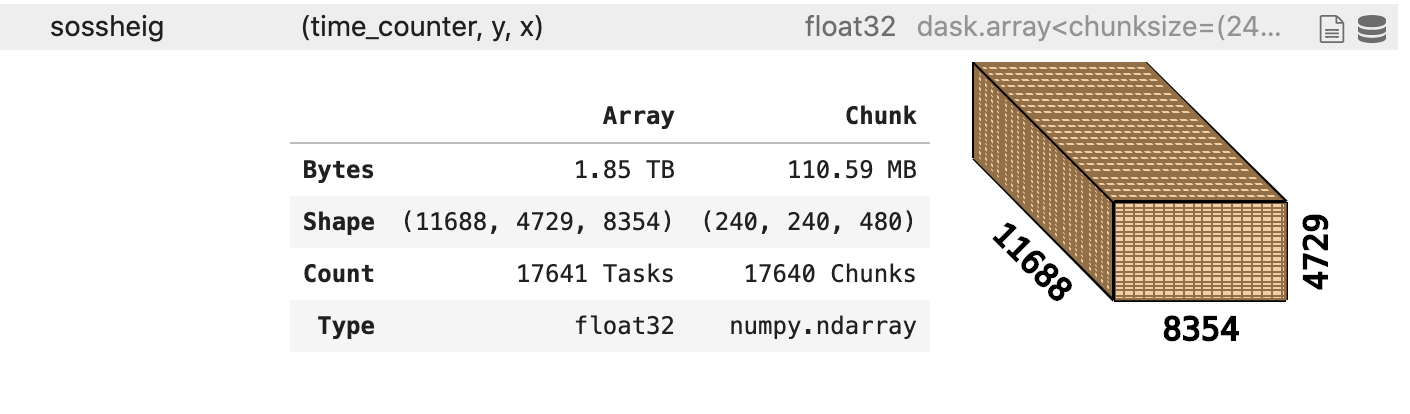 sossheig (time_counter, y, x) float32 dask.array<chunksize=(24...
Array Chunk
Bytes 1.85 TB 110.59 MB
Shape (11688, 4729, 8354) (240, 240, 480)
Count 17641 Tasks 17640 Chunks
Type float32 numpy.ndarray
11688
8354
4729